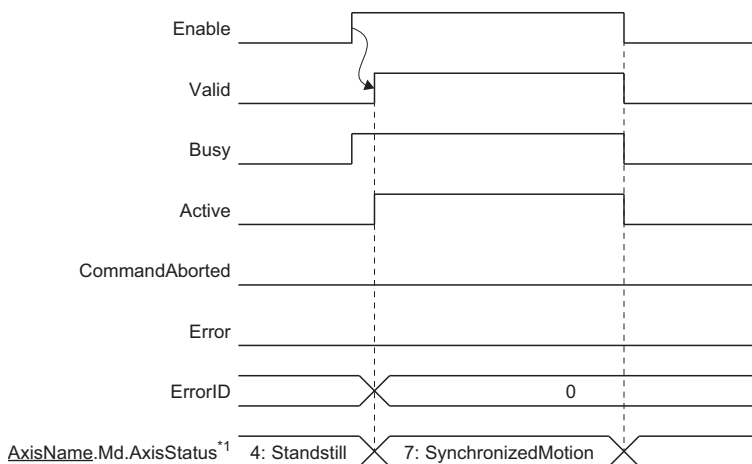 Enable
Valid
Busy
Active
CommandAborted
Error
ErrorID 0
AxisName.Md.AxisStatus*1 4: Standstill 7: SynchronizedMotion